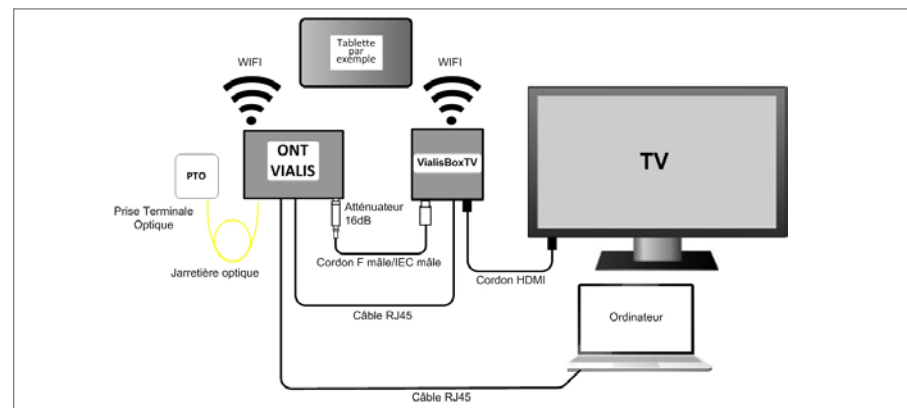 Tablette
par
exemple
WIFI
WIFI
ONT
VIALIS
VialisBoxTV
TV
PTO
Prise Terminale
Optique
Atténuateur
16dB
Jarretière optique
Cordon F mâle/IEC mâle
Cordon HDMI
Câble RJ45
Ordinateur
Câble RJ45